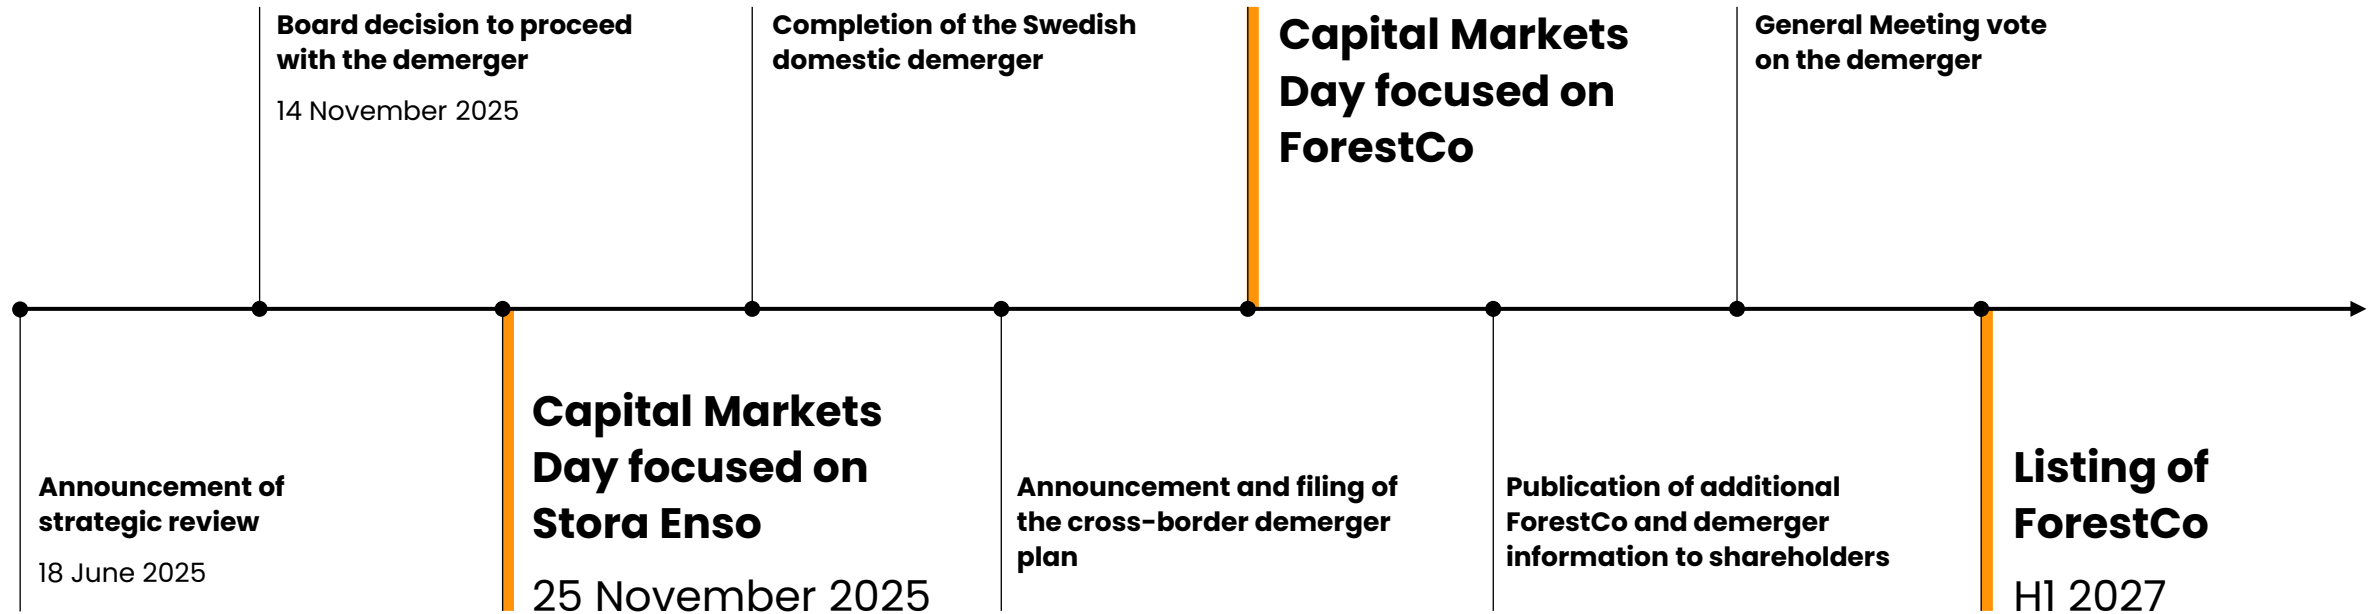 Board decision to proceed
with the demerger
14 November 2025
Completion of the Swedish
domestic demerger
Capital Markets
Day focused on
ForestCo
General Meeting vote
on the demerger
Announcement of
strategic review
18 June 2025
Capital Markets
Day focused on
Stora Enso
25 November 2025
Announcement and filing of
the cross-border demerger
plan
Publication of additional
ForestCo and demerger
information to shareholders
Listing of
ForestCo
H1 2027